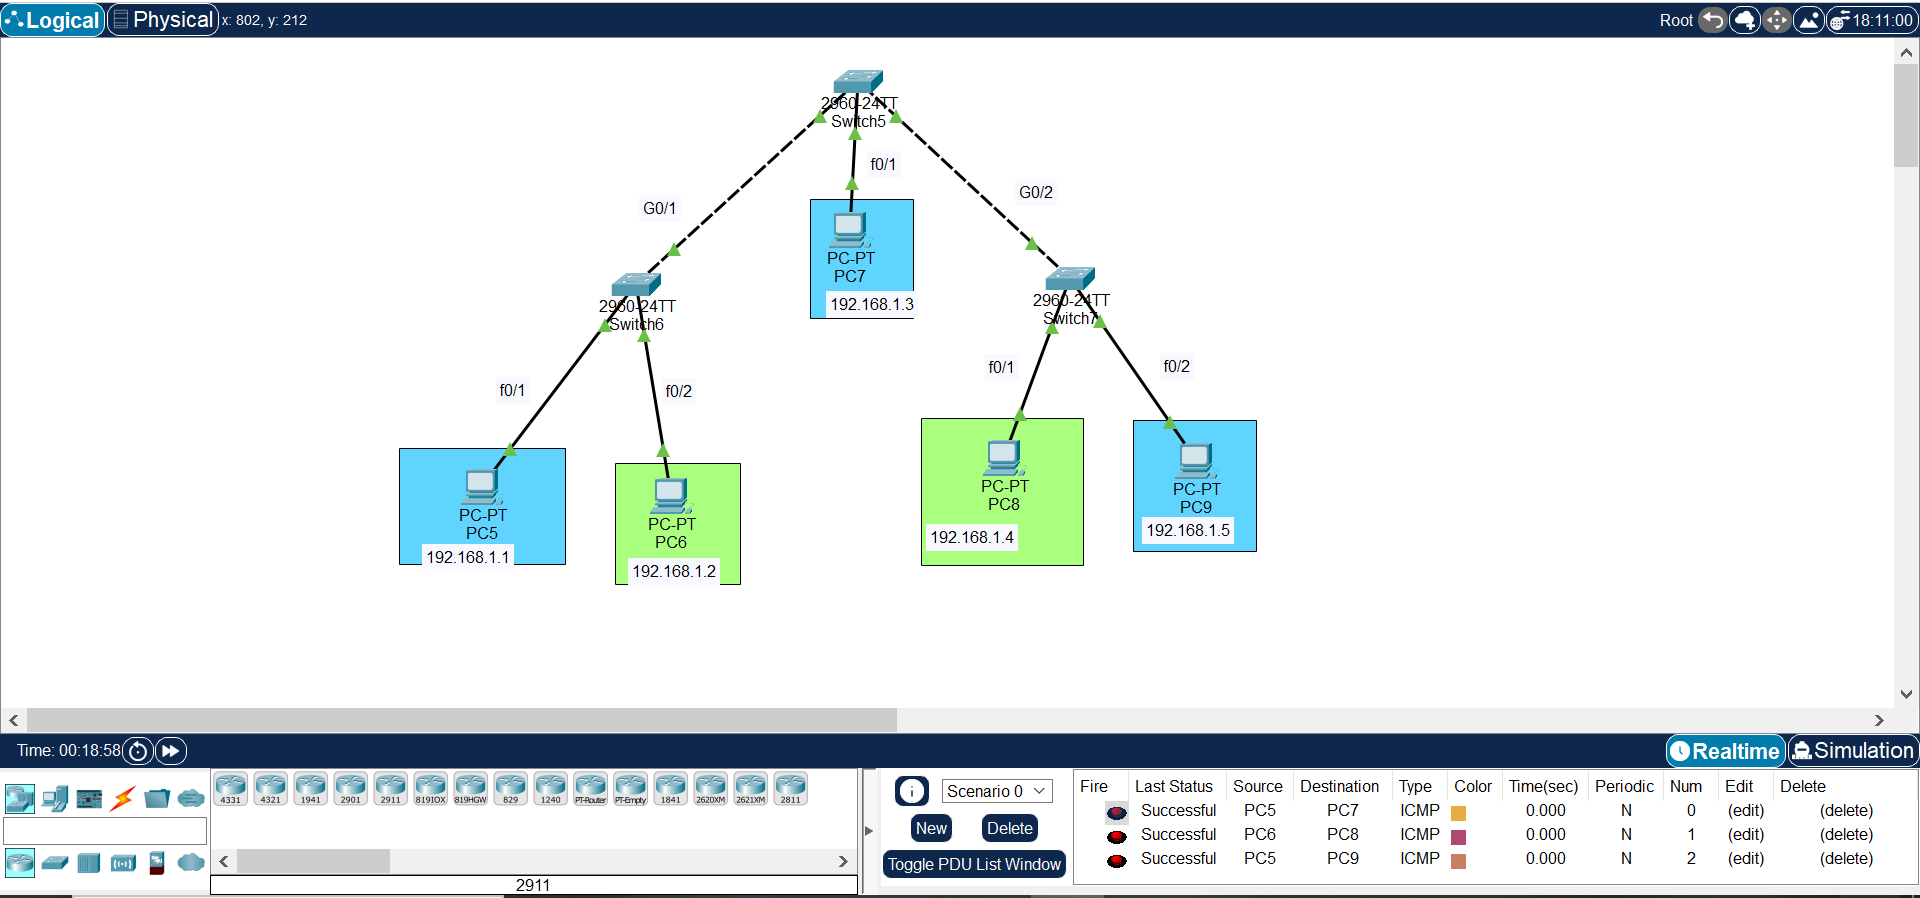 Logical Physical x: 802, y: 212 Root 18:11:00
2960-24TT
Switch5
f0/1
G0/1
G0/2
PC-PT
PC7
192.168.1.3
2960-24TT
Switch6
2960-24TT
Switch7
f0/1
f0/2
f0/1
f0/2
PC-PT
PC5
192.168.1.1
PC-PT
PC6
192.168.1.2
PC-PT
PC8
192.168.1.4
PC-PT
PC9
192.168.1.5
Time: 00:18:58 Realtime Simulation
4331 4321 1941 2901 2911 819IOX 819HGW 829 1240 PT-Router PT-Empty 1841 2620XM 2621XM 2811
2911
Scenario 0
New Delete
Toggle PDU List Window
Fire Last Status Source Destination Type Color Time(sec) Periodic Num Edit Delete
Successful PC5 PC7 ICMP 0.000 N 0 (edit) (delete)
Successful PC6 PC8 ICMP 0.000 N 1 (edit) (delete)
Successful PC5 PC9 ICMP 0.000 N 2 (edit) (delete)